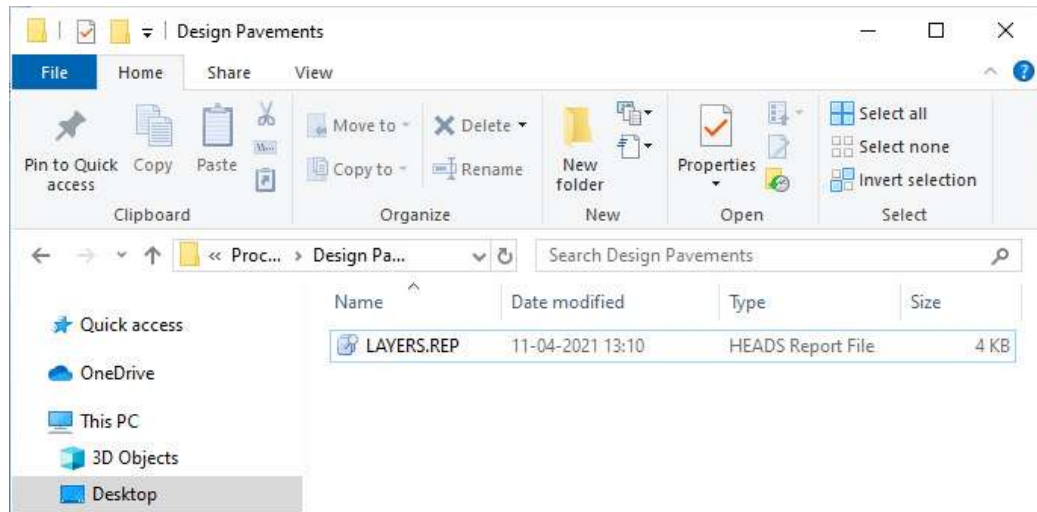 Design Pavements
File Home Share View
Pin to Quick access
Copy
Paste
Clipboard
Move to
Copy to
Delete
Rename
Organize
New folder
New
Properties
Open
Select all
Select none
Invert selection
Select
« Proc... › Design Pa...
Search Design Pavements
Name Date modified Type Size
LAYERS.REP 11-04-2021 13:10 HEADS Report File 4 KB
Quick access
OneDrive
This PC
3D Objects
Desktop